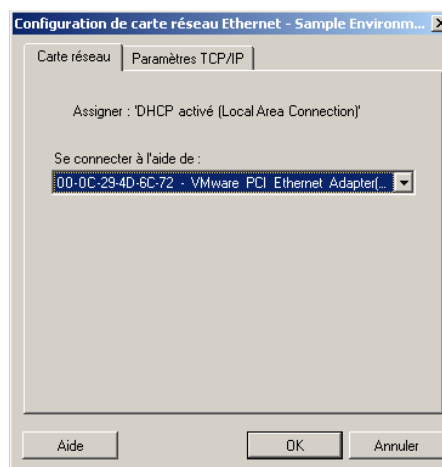 Configuration de carte réseau Ethernet - Sample Environm...
Carte réseau
Paramètres TCP/IP
Assigner : 'DHCP activé (Local Area Connection)'
Se connecter à l'aide de :
00-0C-29-4D-6C-72 - VMware PCI Ethernet Adapter(...
Aide
OK
Annuler